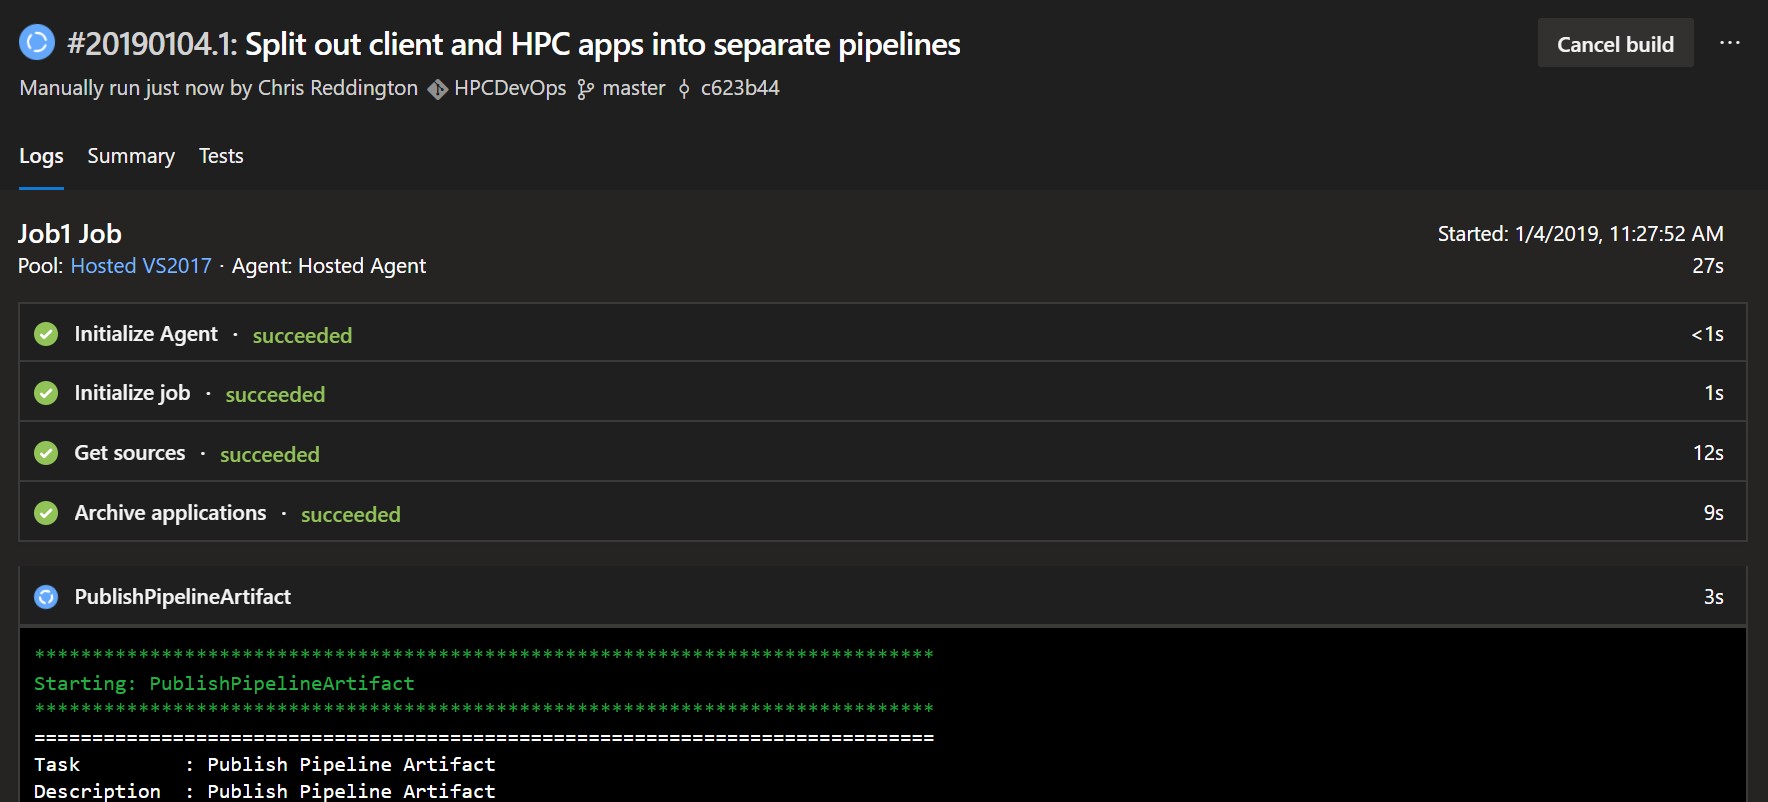 #20190104.1: Split out client and HPC apps into separate pipelines
Cancel build
...
Manually run just now by Chris Reddington HPCDevOps master c623b44
Logs Summary Tests
Job1 Job
Started: 1/4/2019, 11:27:52 AM
Pool: Hosted VS2017 · Agent: Hosted Agent
27s
Initialize Agent · succeeded <1s
Initialize job · succeeded 1s
Get sources · succeeded 12s
Archive applications · succeeded 9s
PublishPipelineArtifact 3s
******************************************************************************
Starting: PublishPipelineArtifact
******************************************************************************
==============================================================================
Task         : Publish Pipeline Artifact
Description  : Publish Pipeline Artifact